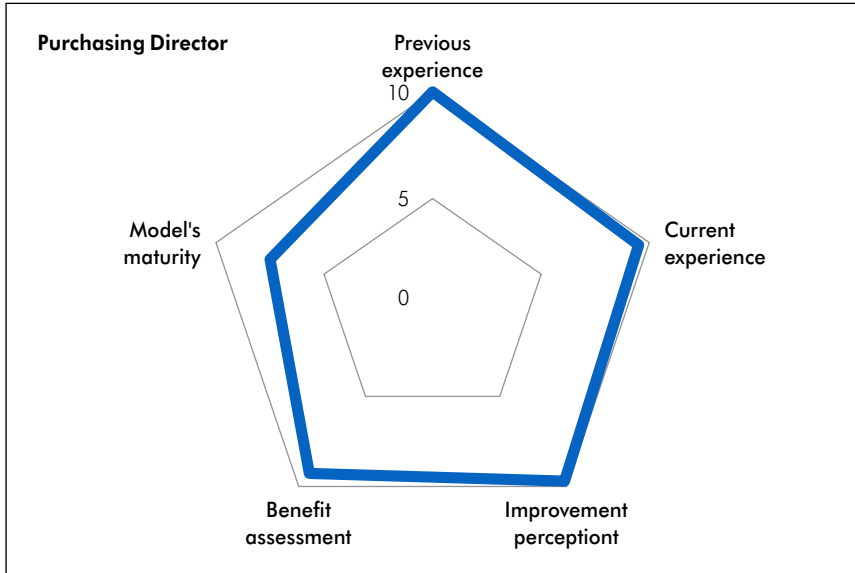 Purchasing Director
Previous
experience
10
5
0
Model's
maturity
Current
experience
Benefit
assessment
Improvement
perceptiont